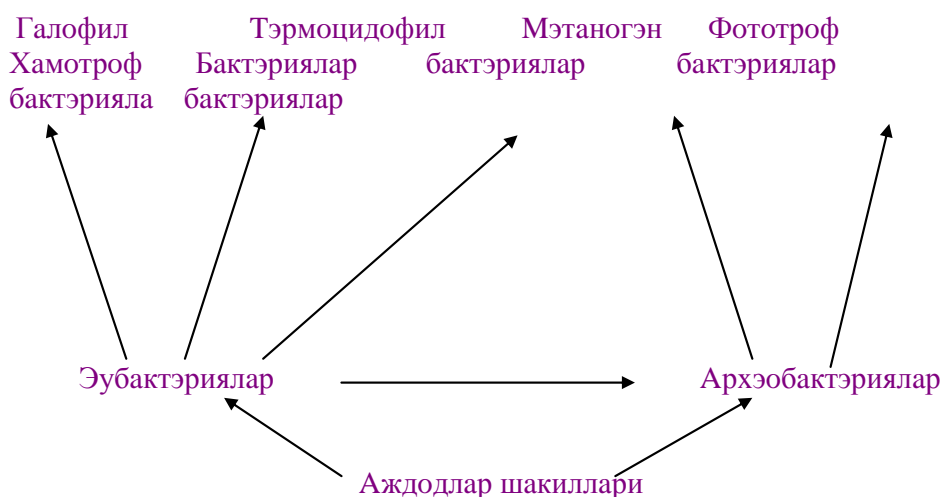 Галофил Тэрмоцидофил Мэтаногэн Фототроф
Хамотроф Бактэриялар бактэриялар бактэриялар
бактэрияла бактэриялар
Эубактэриялар Архэобактэриялар
Аждодлар шакиллари